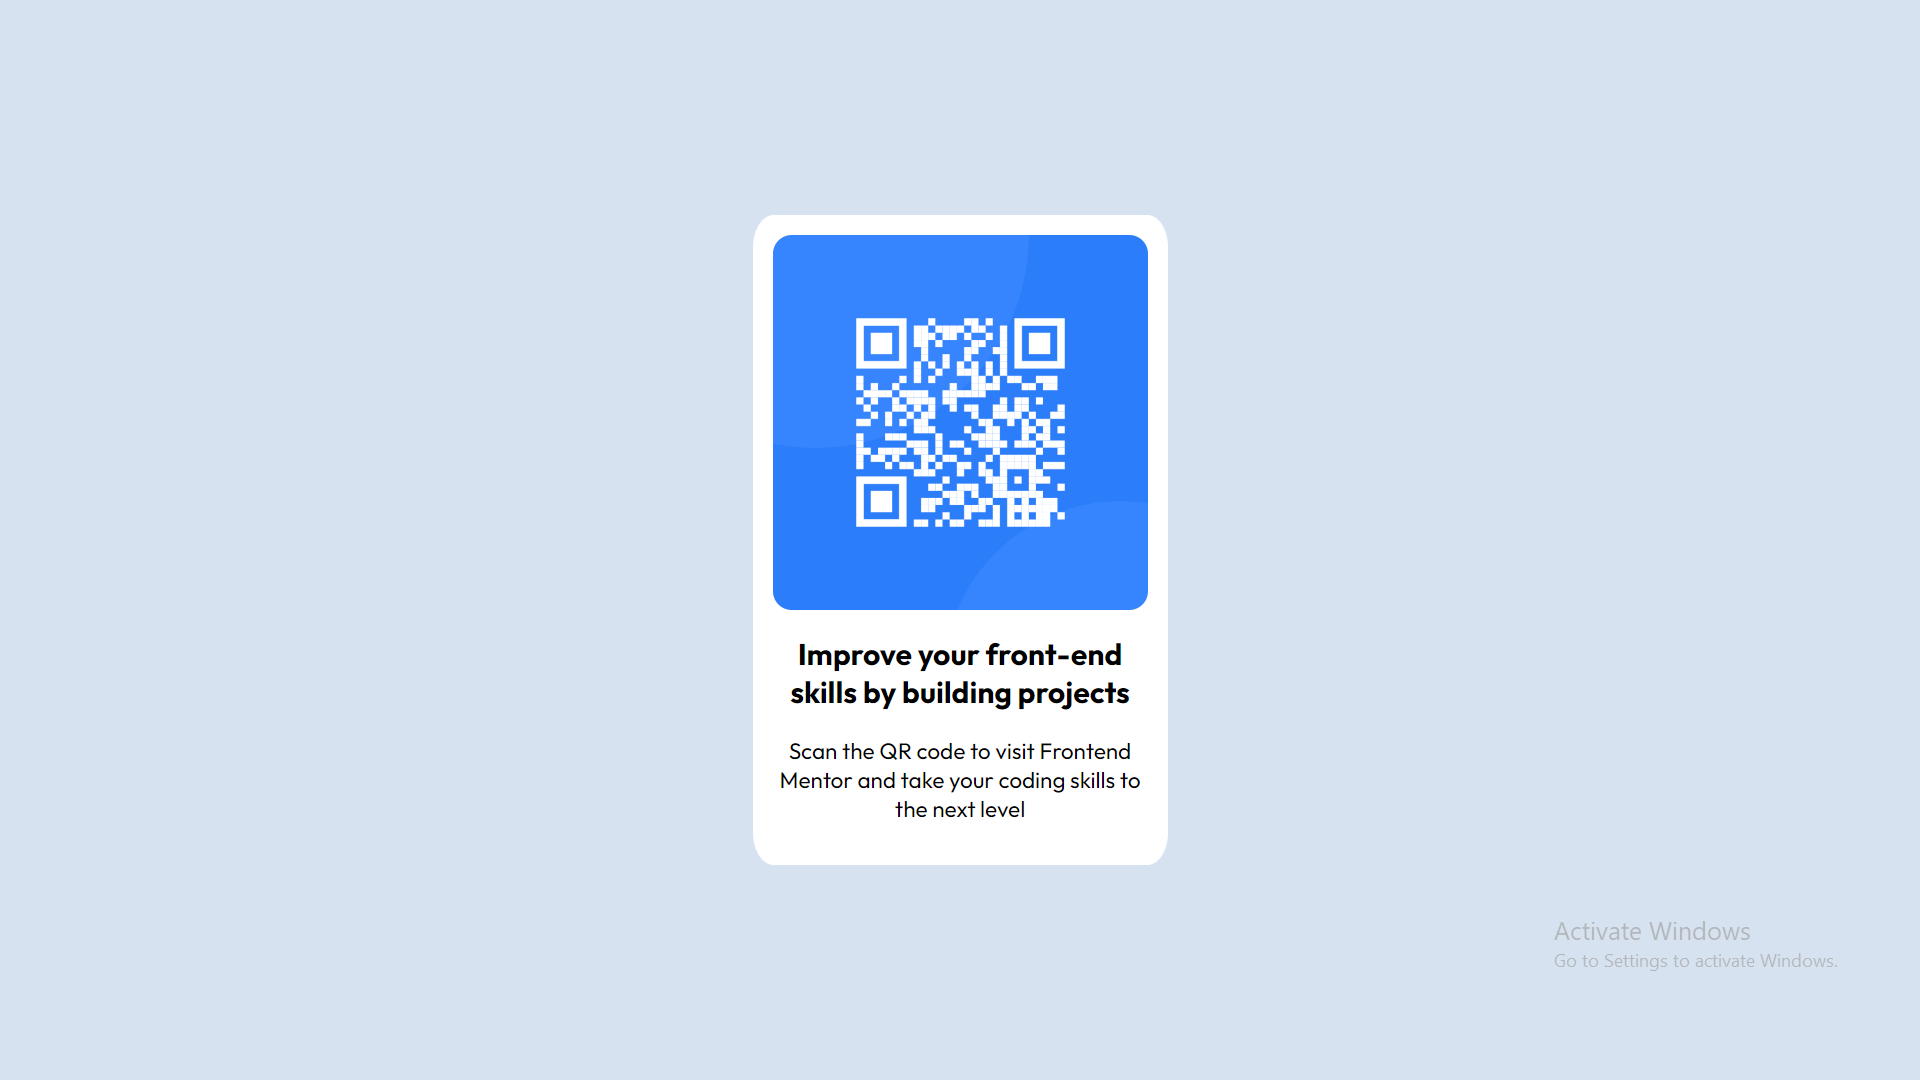 Improve your front-end
skills by building projects
Scan the QR code to visit Frontend
Mentor and take your coding skills to
the next level
Activate Windows
Go to Settings to activate Windows.